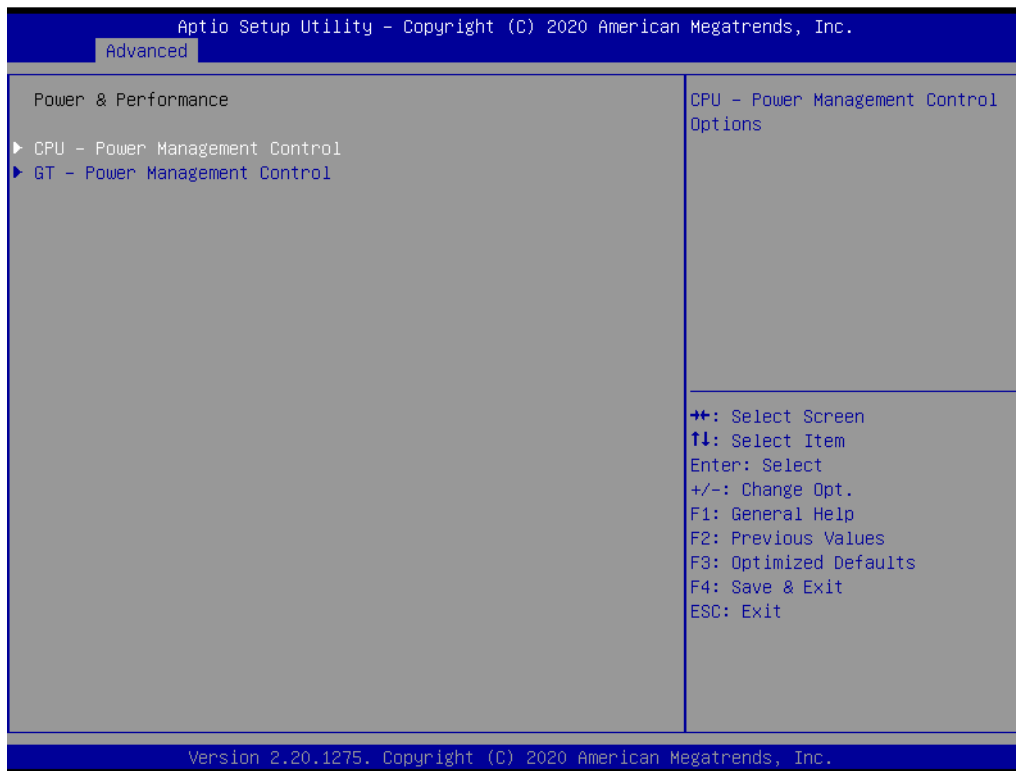 Aptio Setup Utility – Copyright (C) 2020 American Megatrends, Inc.
Advanced
Power & Performance
▶ CPU – Power Management Control
▶ GT – Power Management Control
CPU – Power Management Control
Options
→←: Select Screen
↑↓: Select Item
Enter: Select
+/-: Change Opt.
F1: General Help
F2: Previous Values
F3: Optimized Defaults
F4: Save & Exit
ESC: Exit
Version 2.20.1275. Copyright (C) 2020 American Megatrends, Inc.